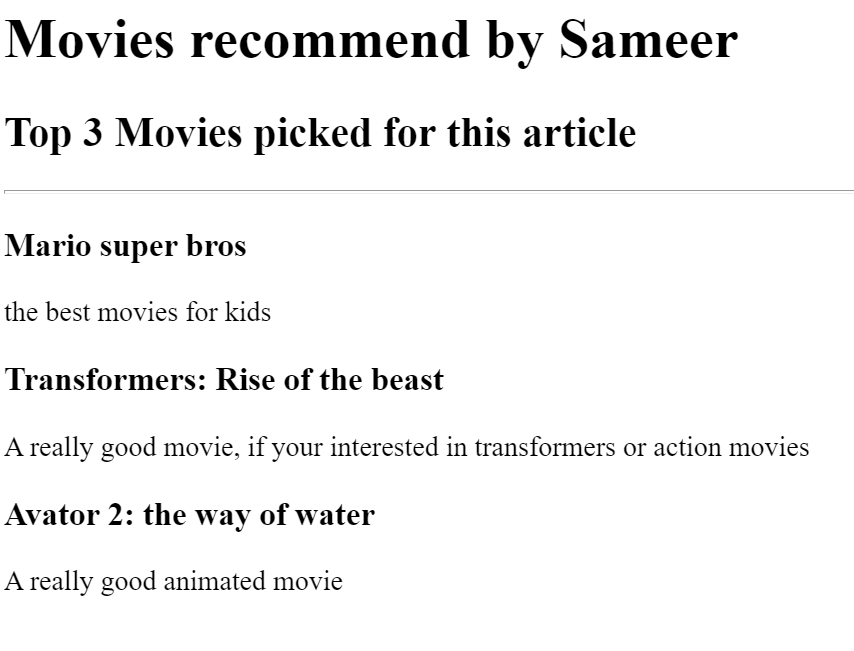 Movies recommend by Sameer
Top 3 Movies picked for this article
Mario super bros
the best movies for kids
Transformers: Rise of the beast
A really good movie, if your interested in transformers or action movies
Avator 2: the way of water
A really good animated movie